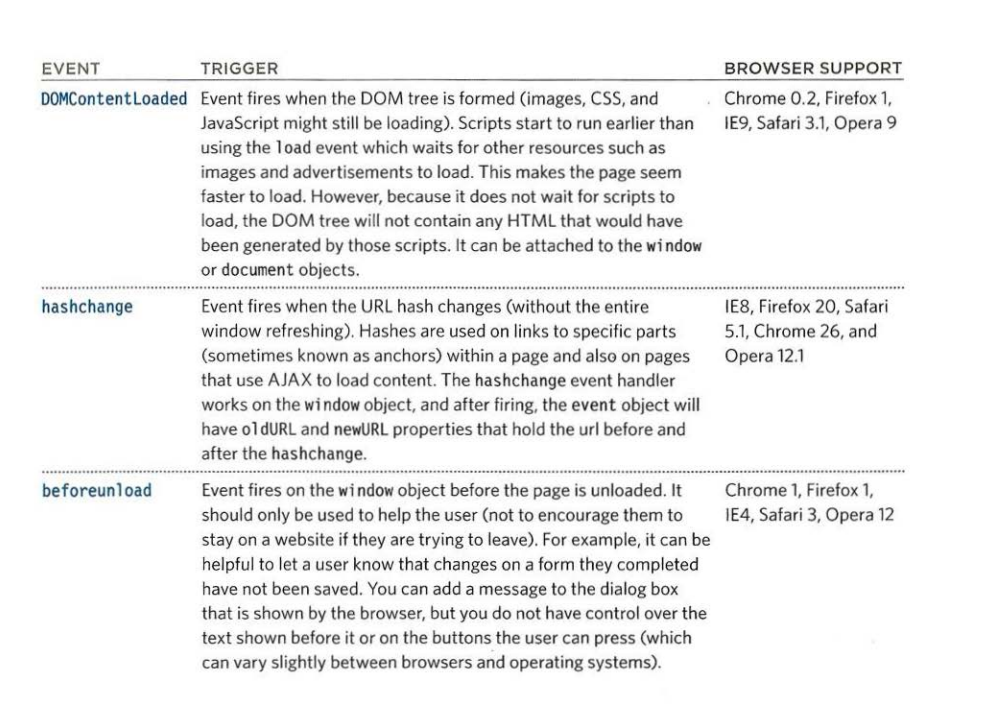 EVENT TRIGGER BROWSER SUPPORT
DOMContentLoaded Event fires when the DOM tree is formed (images, CSS, and Chrome 0.2, Firefox 1,
JavaScript might still be loading). Scripts start to run earlier than IE9, Safari 3.1, Opera 9
using the load event which waits for other resources such as
images and advertisements to load. This makes the page seem
faster to load. However, because it does not wait for scripts to
load, the DOM tree will not contain any HTML that would have
been generated by those scripts. It can be attached to the window
or document objects.
hashchange Event fires when the URL hash changes (without the entire IE8, Firefox 20, Safari
window refreshing). Hashes are used on links to specific parts 5.1, Chrome 26, and
(sometimes known as anchors) within a page and also on pages Opera 12.1
that use AJAX to load content. The hashchange event handler
works on the window object, and after firing, the event object will
have oldURL and newURL properties that hold the url before and
after the hashchange.
beforeunload Event fires on the window object before the page is unloaded. It Chrome 1, Firefox 1,
should only be used to help the user (not to encourage them to IE4, Safari 3, Opera 12
stay on a website if they are trying to leave). For example, it can be
helpful to let a user know that changes on a form they completed
have not been saved. You can add a message to the dialog box
that is shown by the browser, but you do not have control over the
text shown before it or on the buttons the user can press (which
can vary slightly between browsers and operating systems).